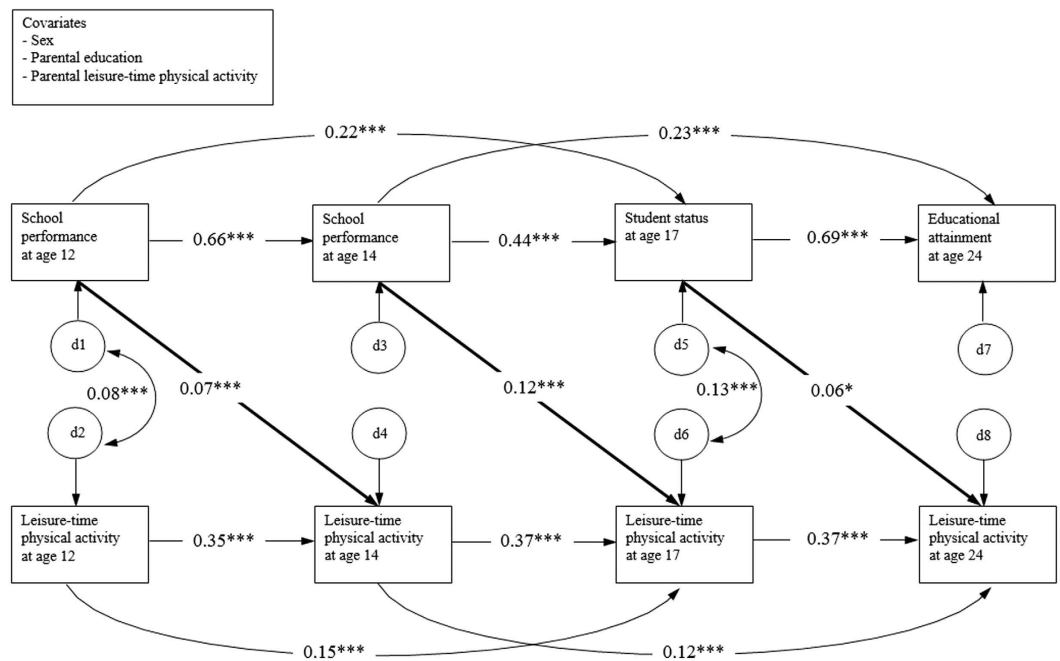 Covariates
- Sex
- Parental education
- Parental leisure-time physical activity
0.22***
0.23***
School
performance
at age 12
0.66***
School
performance
at age 14
0.44***
Student status
at age 17
0.69***
Educational
attainment
at age 24
d1
d3
d5
d7
0.08***
0.07***
0.12***
0.13***
0.06*
d2
d4
d6
d8
Leisure-time
physical activity
at age 12
0.35***
Leisure-time
physical activity
at age 14
0.37***
Leisure-time
physical activity
at age 17
0.37***
Leisure-time
physical activity
at age 24
0.15***
0.12***